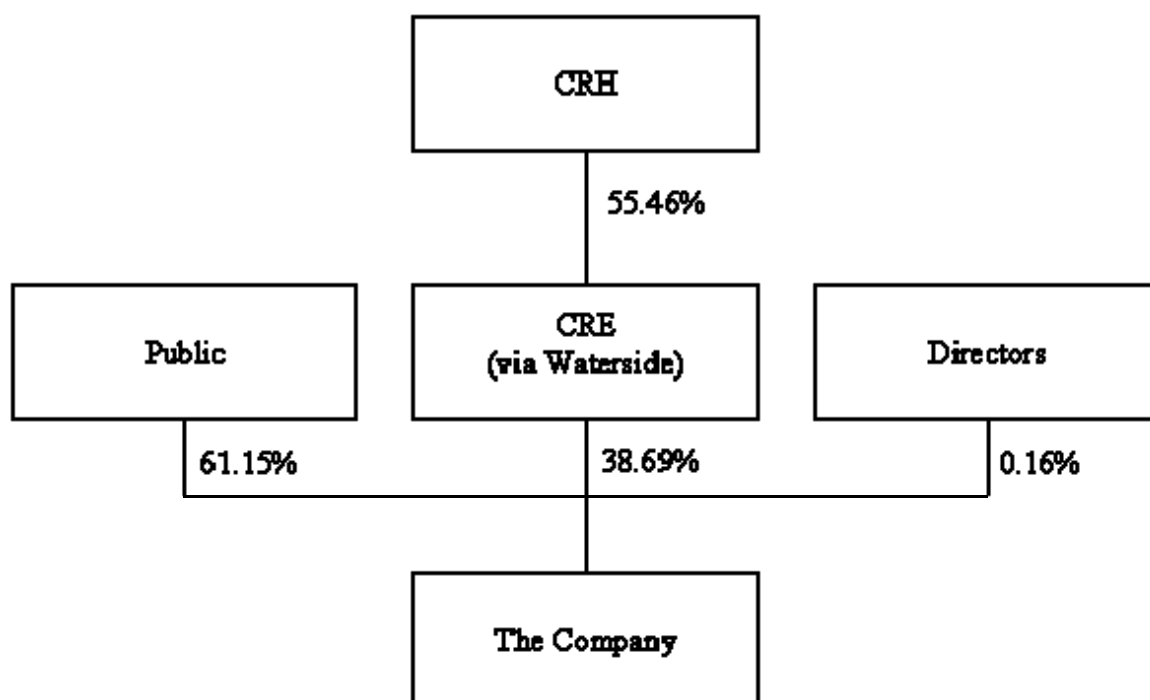 CRH
55.46%
Public
CRE
(via Waterside)
Directors
61.15%
38.69%
0.16%
The Company